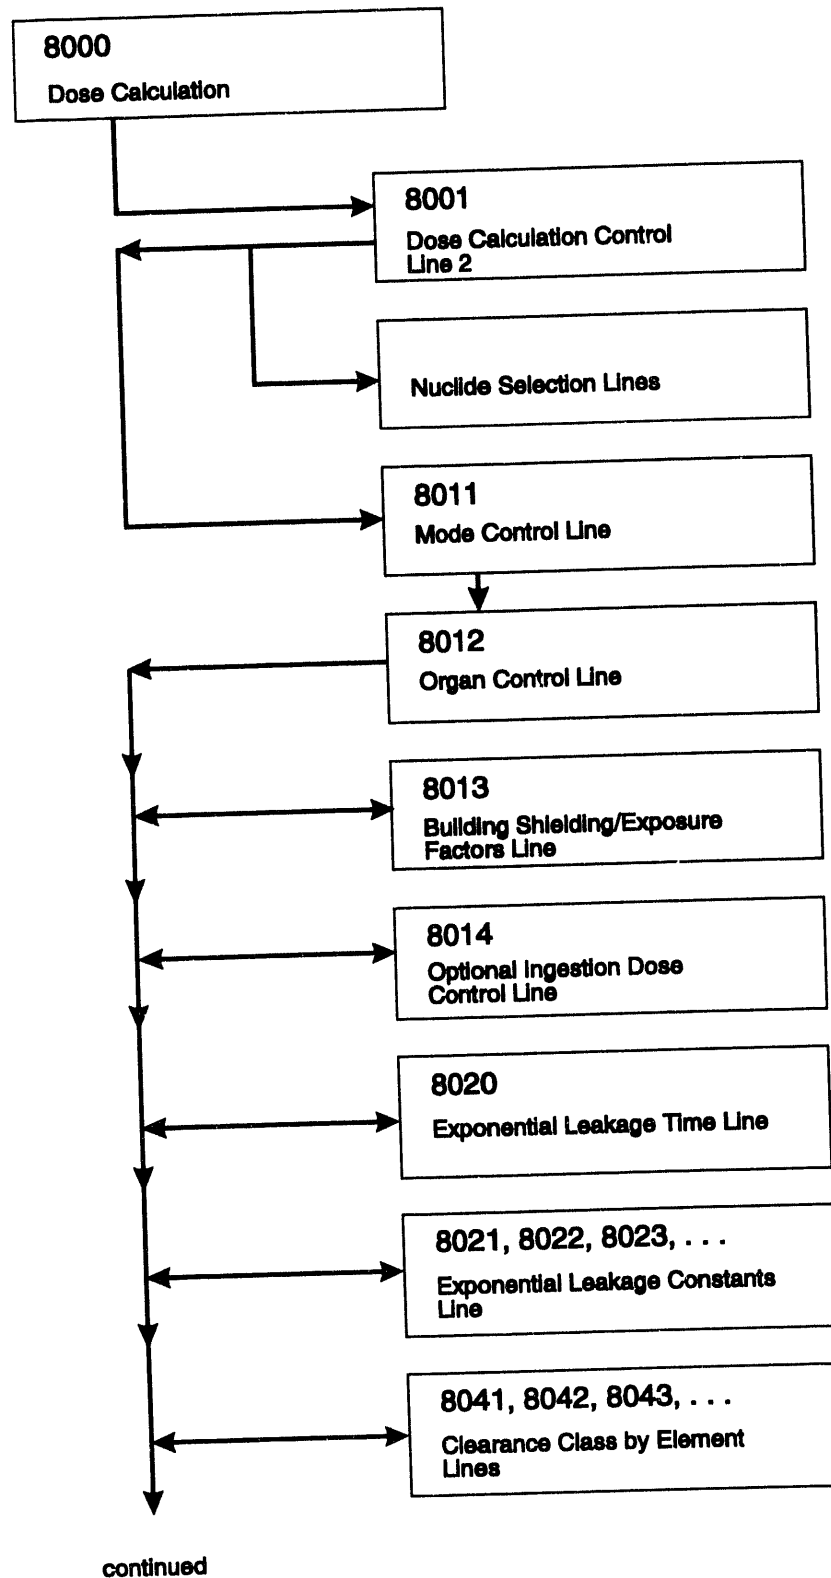 8000
Dose Calculation
8001
Dose Calculation Control
Line 2
Nuclide Selection Lines
8011
Mode Control Line
8012
Organ Control Line
8013
Building Shielding/Exposure
Factors Line
8014
Optional Ingestion Dose
Control Line
8020
Exponential Leakage Time Line
8021, 8022, 8023, . . .
Exponential Leakage Constants
Line
8041, 8042, 8043, . . .
Clearance Class by Element
Lines
continued